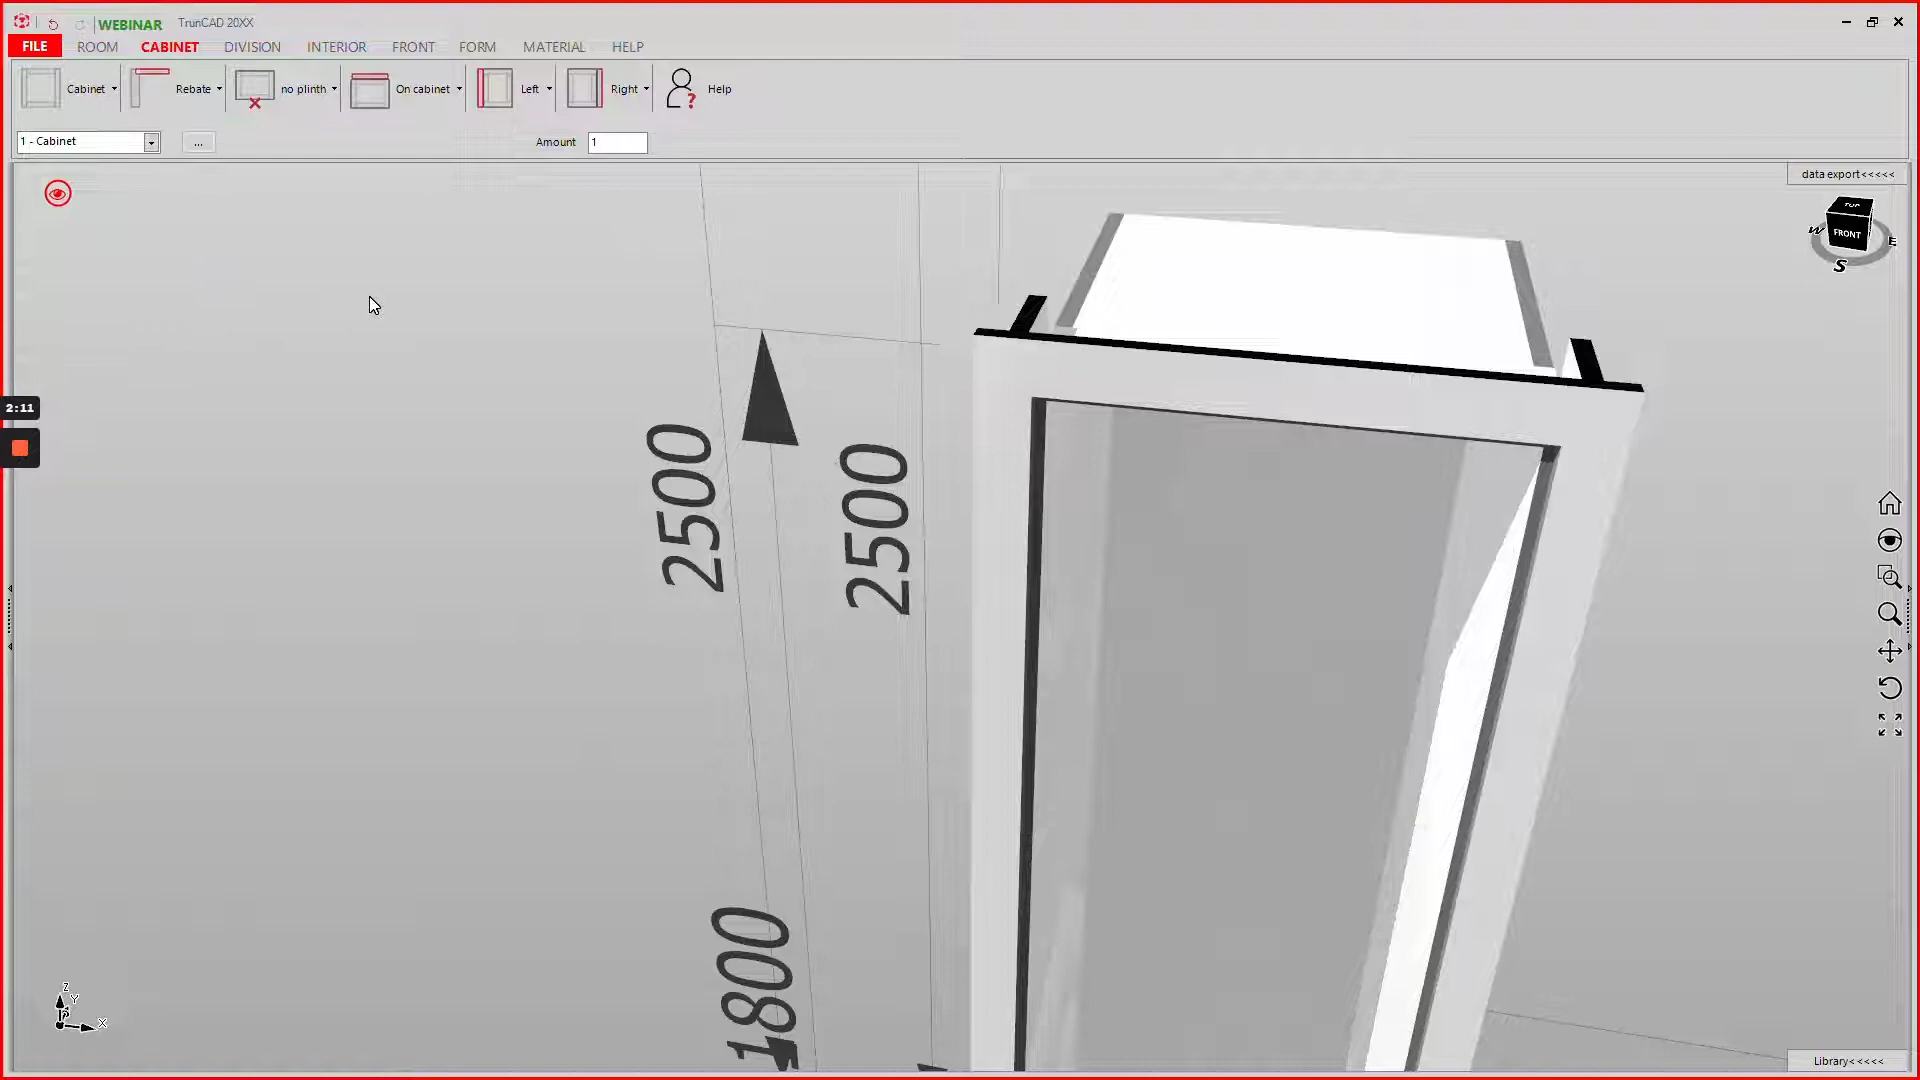 WEBINAR TrunCAD 20XX
FILE ROOM CABINET DIVISION INTERIOR FRONT FORM MATERIAL HELP
Cabinet Rebate no plinth On cabinet Left Right Help
1 - Cabinet ... Amount 1
data export<<<<<
TOP
W FRONT E
S
2:11
2500
2500
1800
Z
Y
X
Library<<<<<